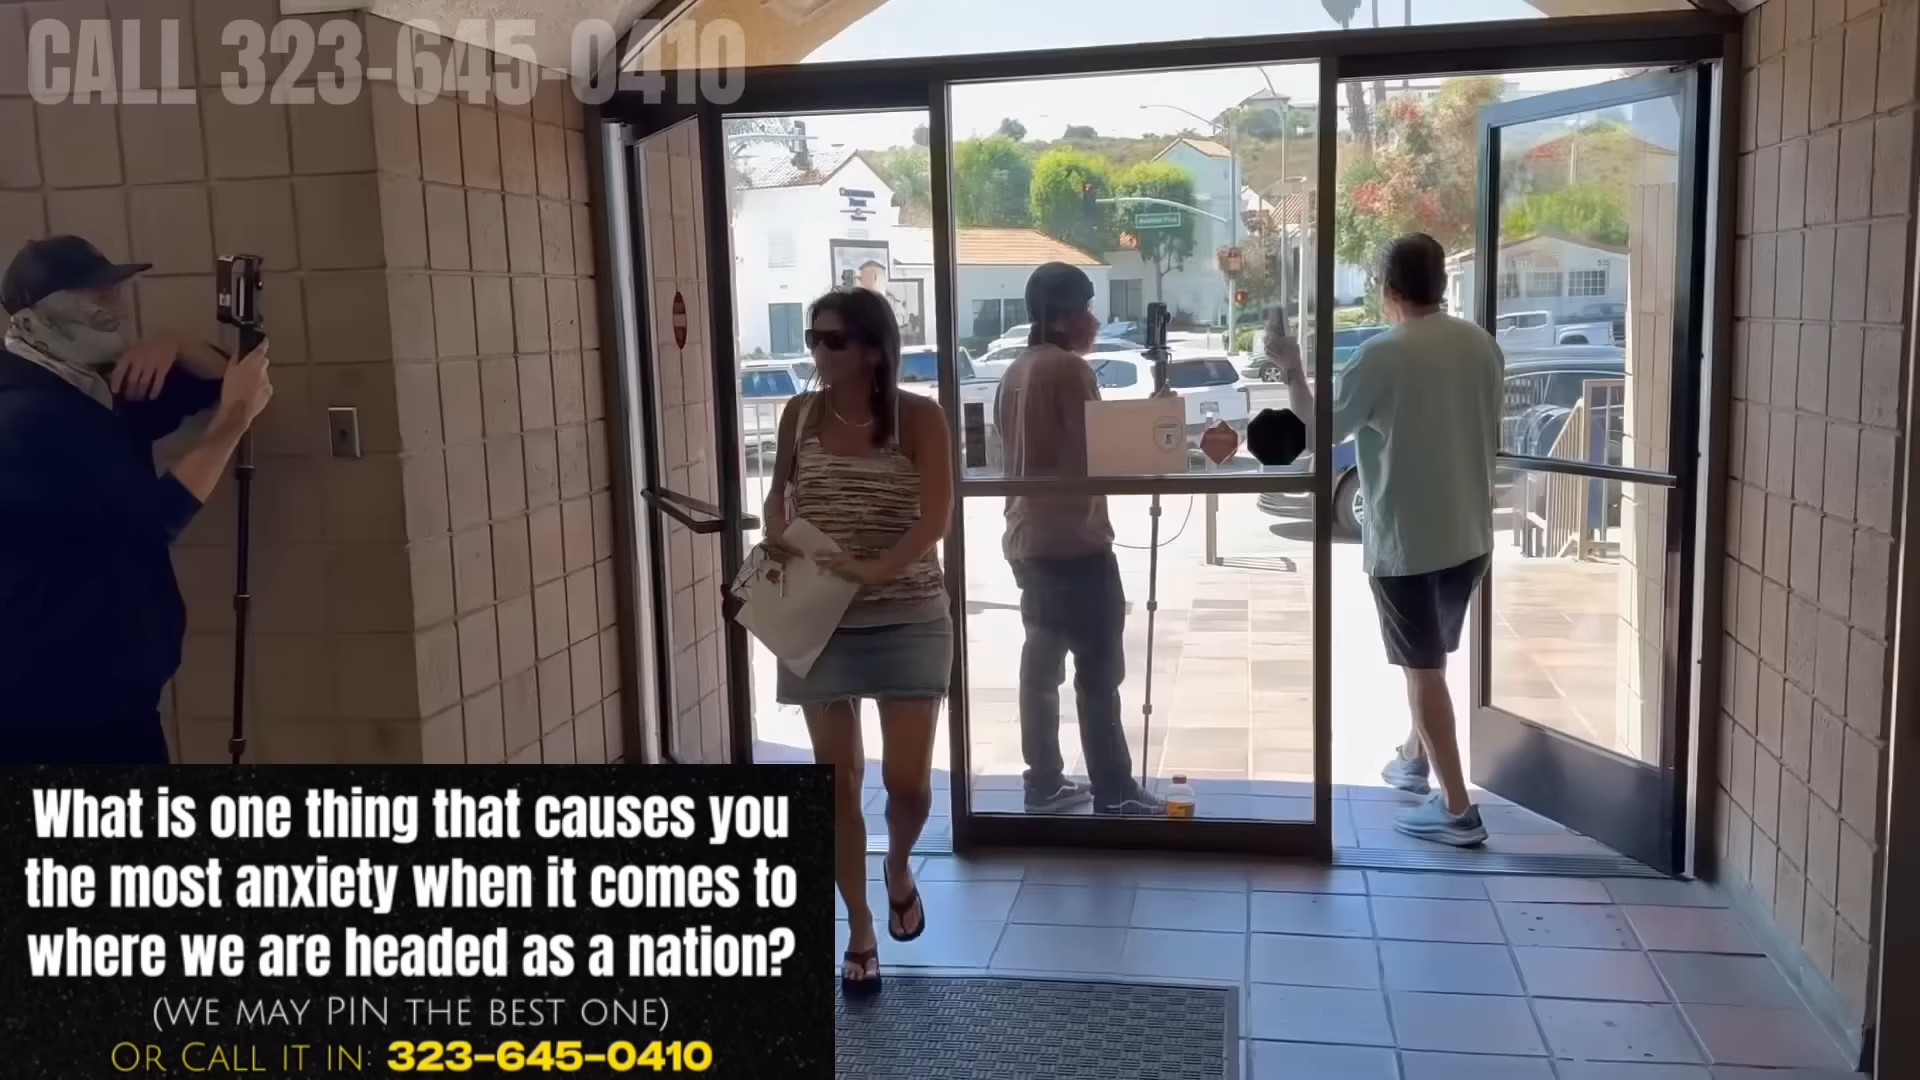 CALL 323-645-0410
What is one thing that causes you
the most anxiety when it comes to
where we are headed as a nation?
(WE MAY PIN THE BEST ONE)
OR CALL IT IN: 323-645-0410